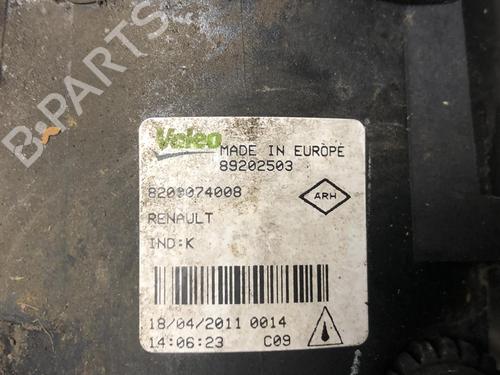 B-PARTS
Valeo
MADE IN EUROPE
89202503
8200074008
ARH
RENAULT
IND:K
18/04/2011 0014
14:06:23 C09